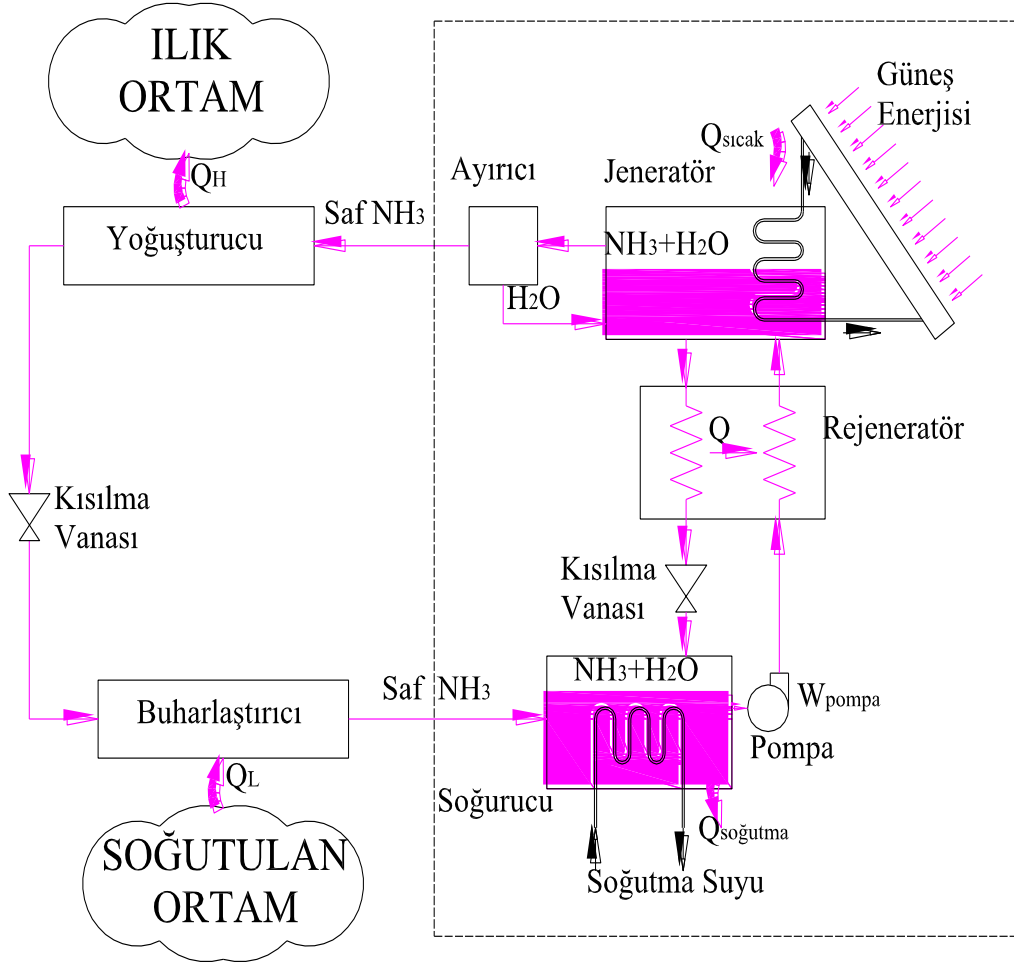 ILIK
ORTAM
Güneş
Enerjisi
Qsıcak
QH
Ayırıcı
Jeneratör
Saf NH3
Yoğuşturucu
NH3+H2O
H2O
Q
Rejeneratör
Kısılma
Vanası
Kısılma
Vanası
NH3+H2O
Saf NH3
Buharlaştırıcı
Wpompa
Pompa
QL
Soğurucu
Qsoğutma
SOĞUTULAN
ORTAM
Soğutma Suyu